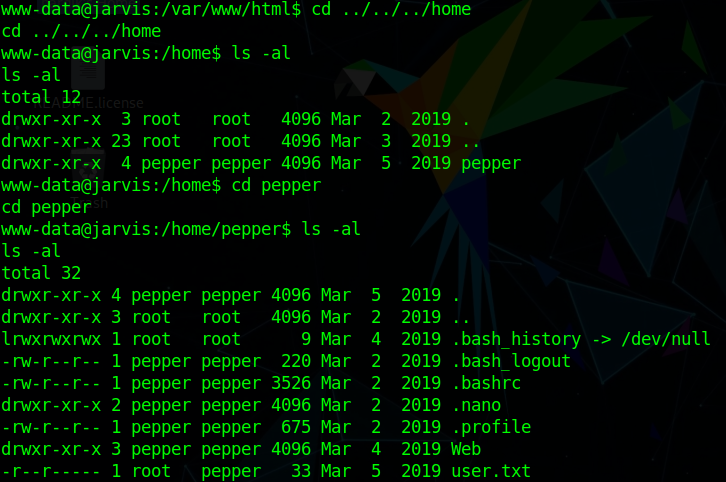 www-data@jarvis:/var/www/html$ cd ../../../home
cd ../../../home
www-data@jarvis:/home$ ls -al
ls -al
total 12
drwxr-xr-x  3 root   root   4096 Mar  2  2019 .
drwxr-xr-x 23 root   root   4096 Mar  3  2019 ..
drwxr-xr-x  4 pepper pepper 4096 Mar  5  2019 pepper
www-data@jarvis:/home$ cd pepper
cd pepper
www-data@jarvis:/home/pepper$ ls -al
ls -al
total 32
drwxr-xr-x 4 pepper pepper 4096 Mar  5  2019 .
drwxr-xr-x 3 root   root   4096 Mar  2  2019 ..
lrwxrwxrwx 1 root   root      9 Mar  4  2019 .bash_history -> /dev/null
-rw-r--r-- 1 pepper pepper  220 Mar  2  2019 .bash_logout
-rw-r--r-- 1 pepper pepper 3526 Mar  2  2019 .bashrc
drwxr-xr-x 2 pepper pepper 4096 Mar  2  2019 .nano
-rw-r--r-- 1 pepper pepper  675 Mar  2  2019 .profile
drwxr-xr-x 3 pepper pepper 4096 Mar  4  2019 Web
-r--r----- 1 root   pepper   33 Mar  5  2019 user.txt